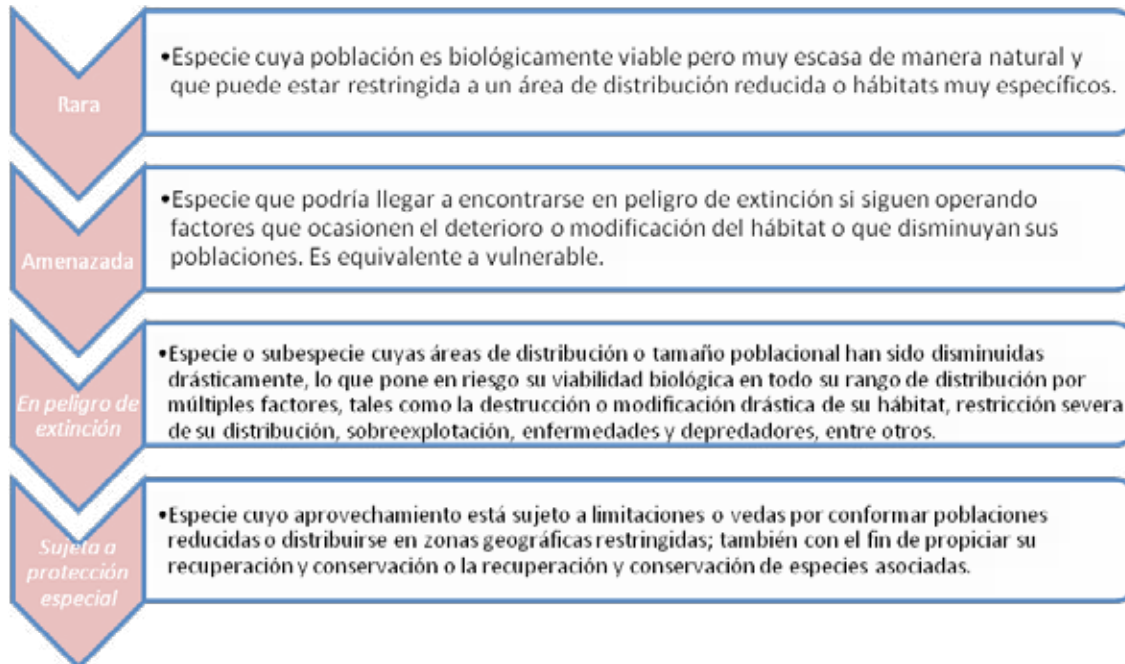 Rara
•Especie cuya población es biológicamente viable pero muy escasa de manera natural y
que puede estar restringida a un área de distribución reducida o hábitats muy específicos.
Amenazada
•Especie que podría llegar a encontrarse en peligro de extinción si siguen operando
factores que ocasionen el deterioro o modificación del hábitat o que disminuyan sus
poblaciones. Es equivalente a vulnerable.
En peligro de
extinción
•Especie o subespecie cuyas áreas de distribución o tamaño poblacional han sido disminuidas
drásticamente, lo que pone en riesgo su viabilidad biológica en todo su rango de distribución por
múltiples factores, tales como la destrucción o modificación drástica de su hábitat, restricción severa
de su distribución, sobreexplotación, enfermedades y depredadores, entre otros.
Sujeta a
protección
especial
•Especie cuyo aprovechamiento está sujeto a limitaciones o vedas por conformar poblaciones
reducidas o distribuirse en zonas geográficas restringidas; también con el fin de propiciar su
recuperación y conservación o la recuperación y conservación de especies asociadas.